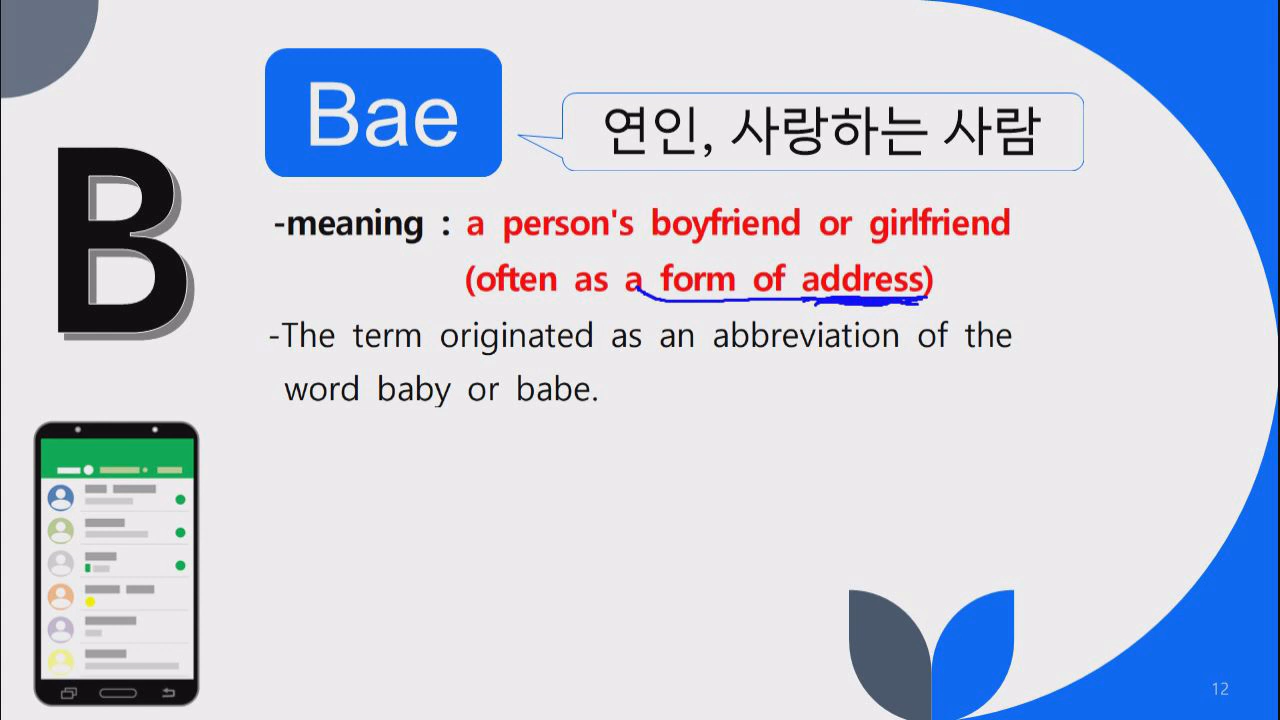 B
Bae
연인, 사랑하는 사람
-meaning : a person's boyfriend or girlfriend
(often as a form of address)
-The term originated as an abbreviation of the
word baby or babe.
12